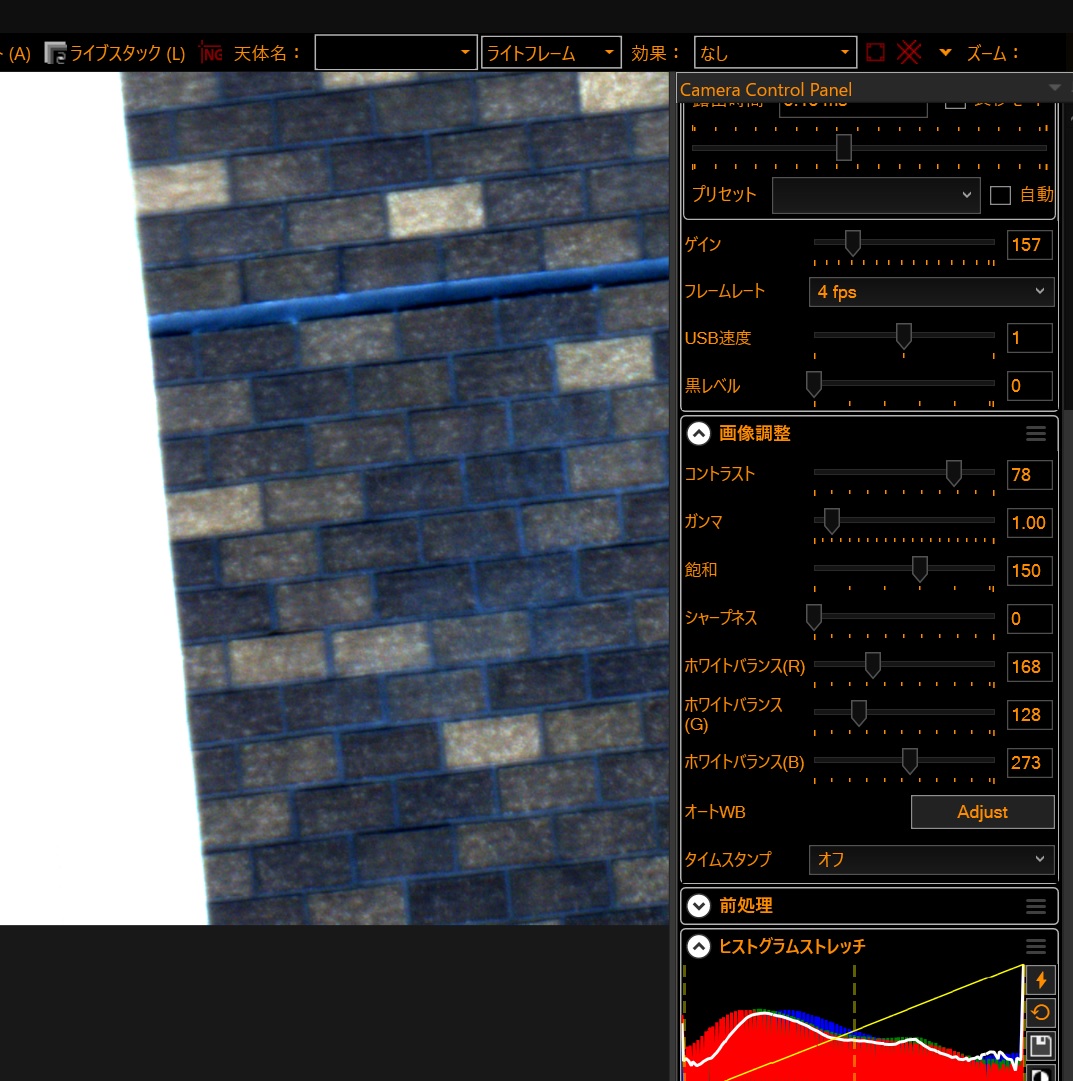 (A) ライブスタック (L) 天体名： ライトフレーム 効果： なし ズーム：
Camera Control Panel
プリセット 自動
ゲイン 157
フレームレート 4 fps
USB速度 1
黒レベル 0
画像調整
コントラスト 78
ガンマ 1.00
飽和 150
シャープネス 0
ホワイトバランス(R) 168
ホワイトバランス
(G) 128
ホワイトバランス(B) 273
オートWB Adjust
タイムスタンプ オフ
前処理
ヒストグラムストレッチ